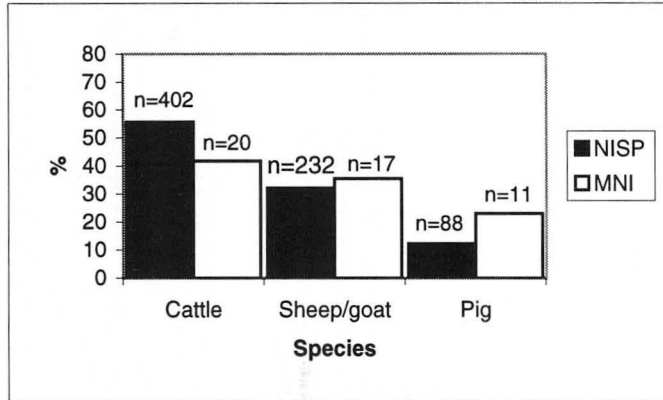 80
70
60
50
40
30
20
10
0
%
n=402
n=20
n=232
n=17
n=88
n=11
NISP
MNI
Cattle
Sheep/goat
Pig
Species